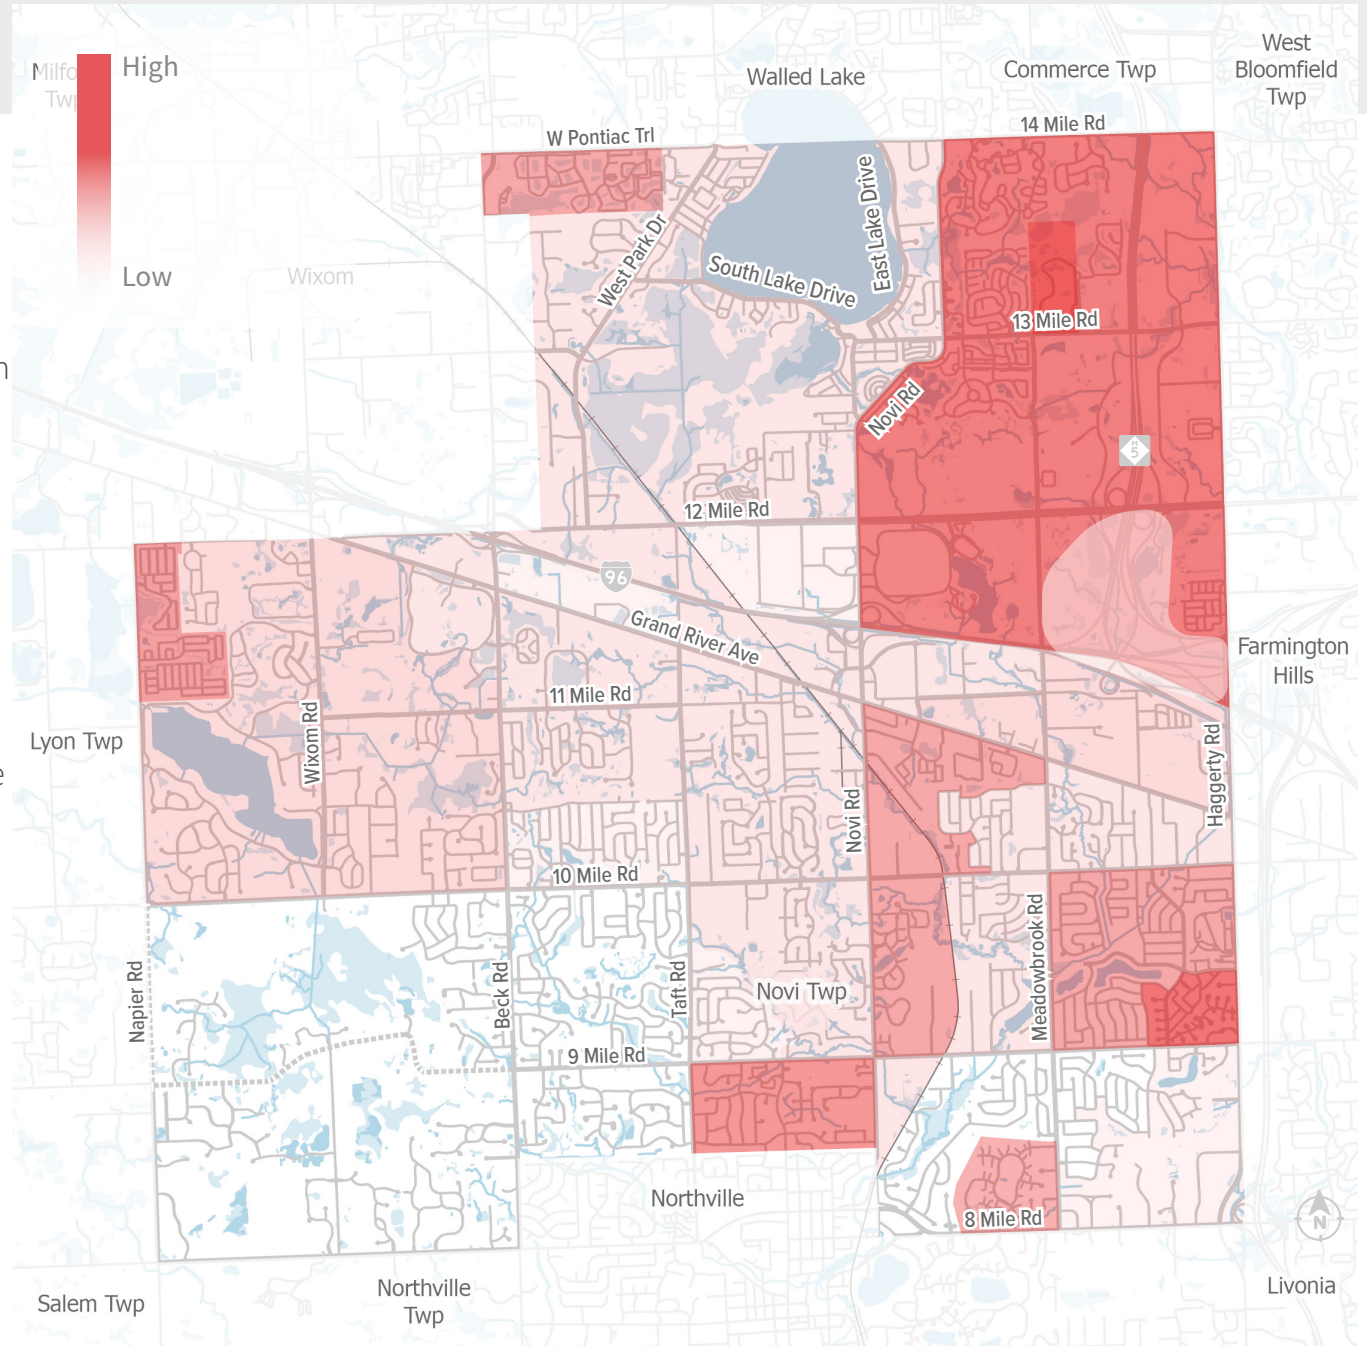 West
Bloomfield
Twp
High
Walled Lake
Commerce Twp
Twp
14 Mile Rd
W Pontiac Trl
East Lake Drive
West Park Dr
South Lake Drive
Low
Wixom
13 Mile Rd
Novi Rd
M
5
12 Mile Rd
96
Grand River Ave
Farmington
Hills
11 Mile Rd
Lyon Twp
Wixom Rd
Haggerty Rd
Novi Rd
10 Mile Rd
Meadowbrook Rd
Napier Rd
Beck Rd
Taft Rd
Novi Twp
9 Mile Rd
Northville
8 Mile Rd
N
Northville
Twp
Livonia
Salem Twp